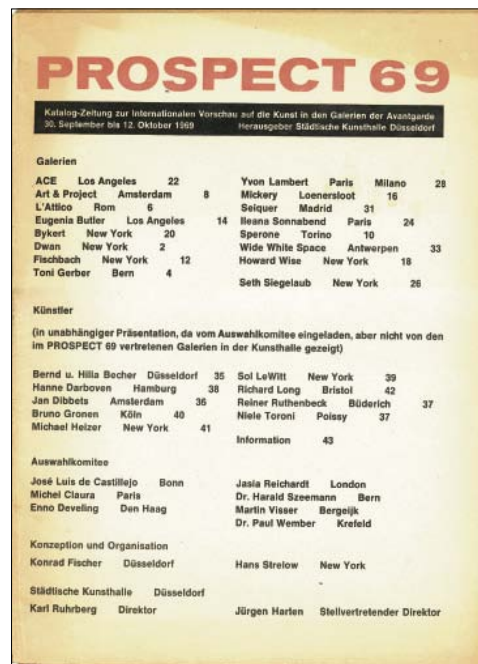 PROSPECT 69
Katalog-Zeitung zur Internationalen Vorschau auf die Kunst in den Galerien der Avantgarde
30. September bis 12. Oktober 1969 Herausgeber Städtische Kunsthalle Düsseldorf
Galerien
ACE Los Angeles 22
Art & Project Amsterdam 8
L'Attico Rom 6
Eugenia Butler Los Angeles 14
Bykert New York 20
Dwan New York 2
Fischbach New York 12
Toni Gerber Bern 4
Yvon Lambert Paris Milano 28
Mickery Loenersloot 16
Seiquer Madrid 31
Ileana Sonnabend Paris 24
Sperone Torino 10
Wide White Space Antwerpen 33
Howard Wise New York 18
Seth Siegelaub New York 26
Künstler
(in unabhängiger Präsentation, da vom Auswahlkomitee eingeladen, aber nicht von den
im PROSPECT 69 vertretenen Galerien in der Kunsthalle gezeigt)
Bernd u. Hilla Becher Düsseldorf 35
Hanne Darboven Hamburg 38
Jan Dibbets Amsterdam 36
Bruno Gronen Köln 40
Michael Heizer New York 41
Sol LeWitt New York 39
Richard Long Bristol 42
Reiner Ruthenbeck Büderich 37
Niele Toroni Poissy 37
Information 43
Auswahlkomitee
José Luis de Castillejo Bonn
Michel Claura Paris
Enno Develing Den Haag
Jasia Reichardt London
Dr. Harald Szeemann Bern
Martin Visser Bergeijk
Dr. Paul Wember Krefeld
Konzeption und Organisation
Konrad Fischer Düsseldorf
Hans Strelow New York
Städtische Kunsthalle Düsseldorf
Karl Ruhrberg Direktor
Jürgen Harten Stellvertretender Direktor